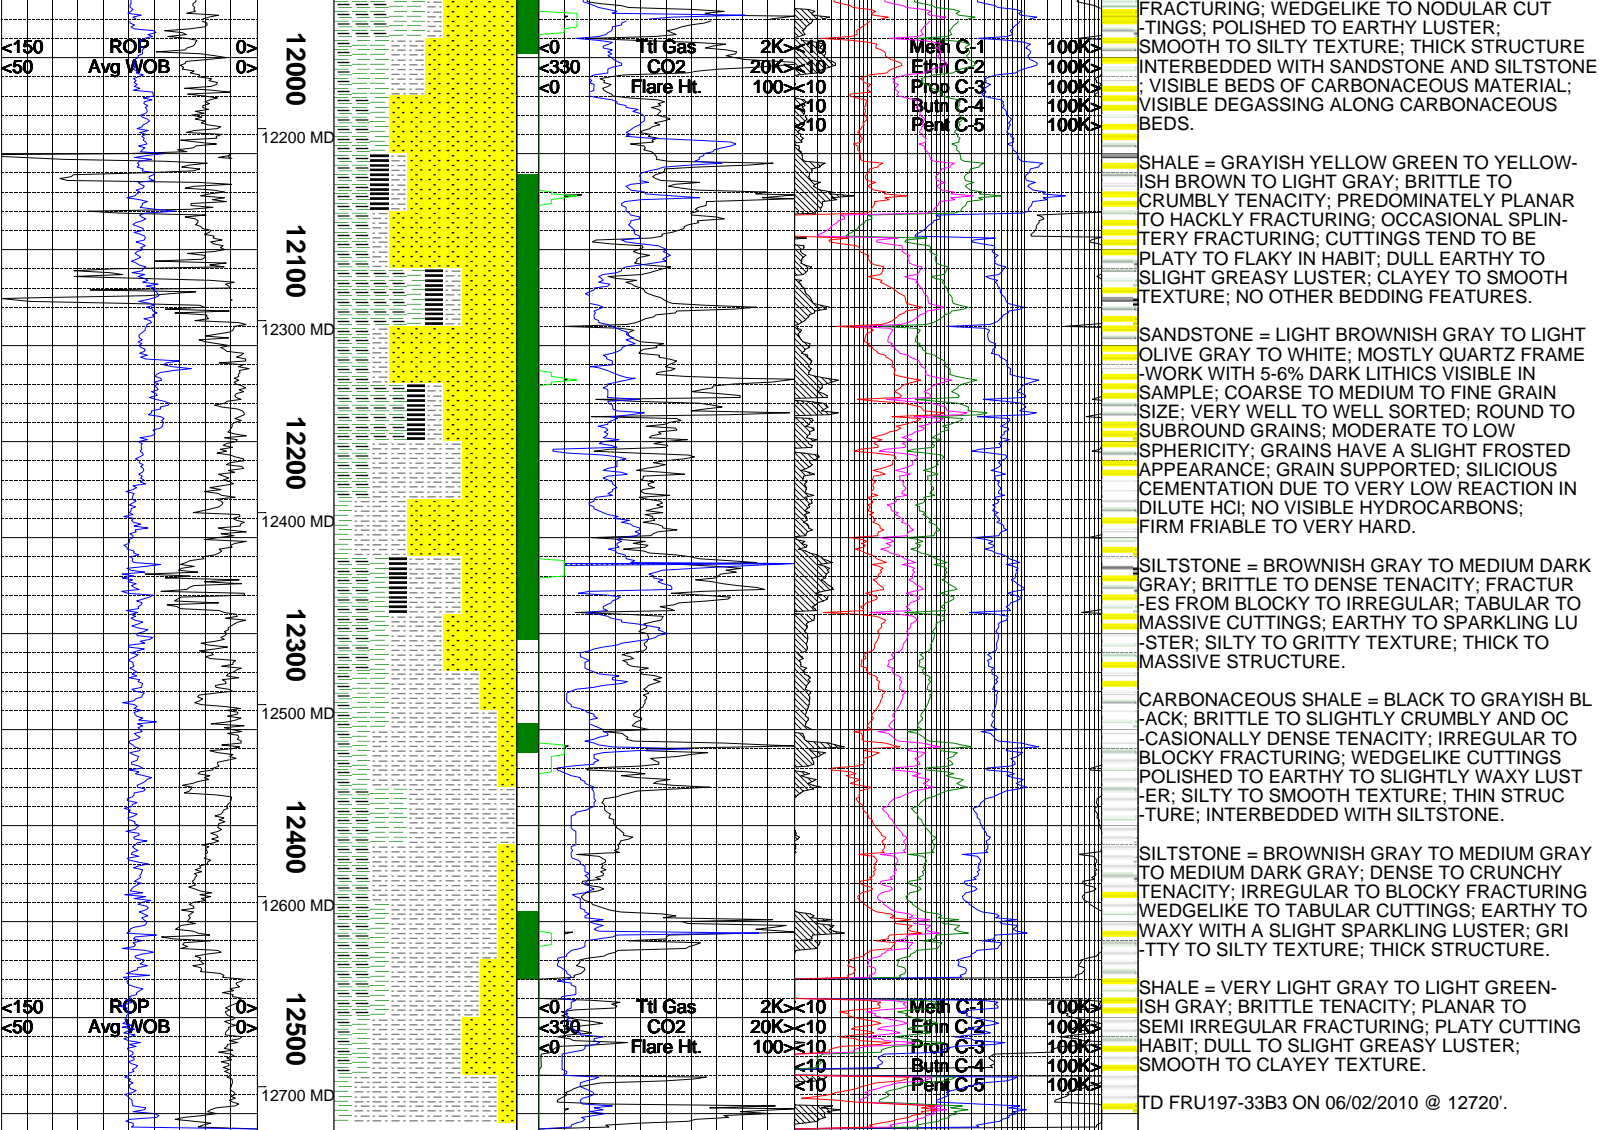 <150 ROP 0>
<50 Avg WOB 0>
12000
12200 MD
12100
12300 MD
12200
12400 MD
12300
12500 MD
12400
12600 MD
<150 ROP 0>
<50 Avg WOB 0>
12500
12700 MD
<0 Ttl Gas 2K>
<330 CO2 20K>
<0 Flare Ht. 100>
<10 Meth C-1 100K>
<10 Ethn C-2 100K>
<10 Prop C-3 100K>
<10 Butn C-4 100K>
<10 Pent C-5 100K>
<0 Ttl Gas 2K>
<330 CO2 20K>
<0 Flare Ht. 100>
<10 Meth C-1 100K>
<10 Ethn C-2 100K>
<10 Prop C-3 100K>
<10 Butn C-4 100K>
<10 Pent C-5 100K>
FRACTURING; WEDGELIKE TO NODULAR CUT
-TINGS; POLISHED TO EARTHY LUSTER;
SMOOTH TO SILTY TEXTURE; THICK STRUCTURE
INTERBEDDED WITH SANDSTONE AND SILTSTONE
; VISIBLE BEDS OF CARBONACEOUS MATERIAL;
VISIBLE DEGASSING ALONG CARBONACEOUS
BEDS.
SHALE = GRAYISH YELLOW GREEN TO YELLOW-
ISH BROWN TO LIGHT GRAY; BRITTLE TO
CRUMBLY TENACITY; PREDOMINATELY PLANAR
TO HACKLY FRACTURING; OCCASIONAL SPLIN-
TERY FRACTURING; CUTTINGS TEND TO BE
PLATY TO FLAKY IN HABIT; DULL EARTHY TO
SLIGHT GREASY LUSTER; CLAYEY TO SMOOTH
TEXTURE; NO OTHER BEDDING FEATURES.
SANDSTONE = LIGHT BROWNISH GRAY TO LIGHT
OLIVE GRAY TO WHITE; MOSTLY QUARTZ FRAME
-WORK WITH 5-6% DARK LITHICS VISIBLE IN
SAMPLE; COARSE TO MEDIUM TO FINE GRAIN
SIZE; VERY WELL TO WELL SORTED; ROUND TO
SUBROUND GRAINS; MODERATE TO LOW
SPHERICITY; GRAINS HAVE A SLIGHT FROSTED
APPEARANCE; GRAIN SUPPORTED; SILICIOUS
CEMENTATION DUE TO VERY LOW REACTION IN
DILUTE HCl; NO VISIBLE HYDROCARBONS;
FIRM FRIABLE TO VERY HARD.
SILTSTONE = BROWNISH GRAY TO MEDIUM DARK
GRAY; BRITTLE TO DENSE TENACITY; FRACTUR
-ES FROM BLOCKY TO IRREGULAR; TABULAR TO
MASSIVE CUTTINGS; EARTHY TO SPARKLING LU
-STER; SILTY TO GRITTY TEXTURE; THICK TO
MASSIVE STRUCTURE.
CARBONACEOUS SHALE = BLACK TO GRAYISH BL
-ACK; BRITTLE TO SLIGHTLY CRUMBLY AND OC
-CASIONALLY DENSE TENACITY; IRREGULAR TO
BLOCKY FRACTURING; WEDGELIKE CUTTINGS
POLISHED TO EARTHY TO SLIGHTLY WAXY LUST
-ER; SILTY TO SMOOTH TEXTURE; THIN STRUC
-TURE; INTERBEDDED WITH SILTSTONE.
SILTSTONE = BROWNISH GRAY TO MEDIUM GRAY
TO MEDIUM DARK GRAY; DENSE TO CRUNCHY
TENACITY; IRREGULAR TO BLOCKY FRACTURING
WEDGELIKE TO TABULAR CUTTINGS; EARTHY TO
WAXY WITH A SLIGHT SPARKLING LUSTER; GRI
-TTY TO SILTY TEXTURE; THICK STRUCTURE.
SHALE = VERY LIGHT GRAY TO LIGHT GREEN-
ISH GRAY; BRITTLE TENACITY; PLANAR TO
SEMI IRREGULAR FRACTURING; PLATY CUTTING
HABIT; DULL TO SLIGHT GREASY LUSTER;
SMOOTH TO CLAYEY TEXTURE.
TD FRU197-33B3 ON 06/02/2010 @ 12720'.